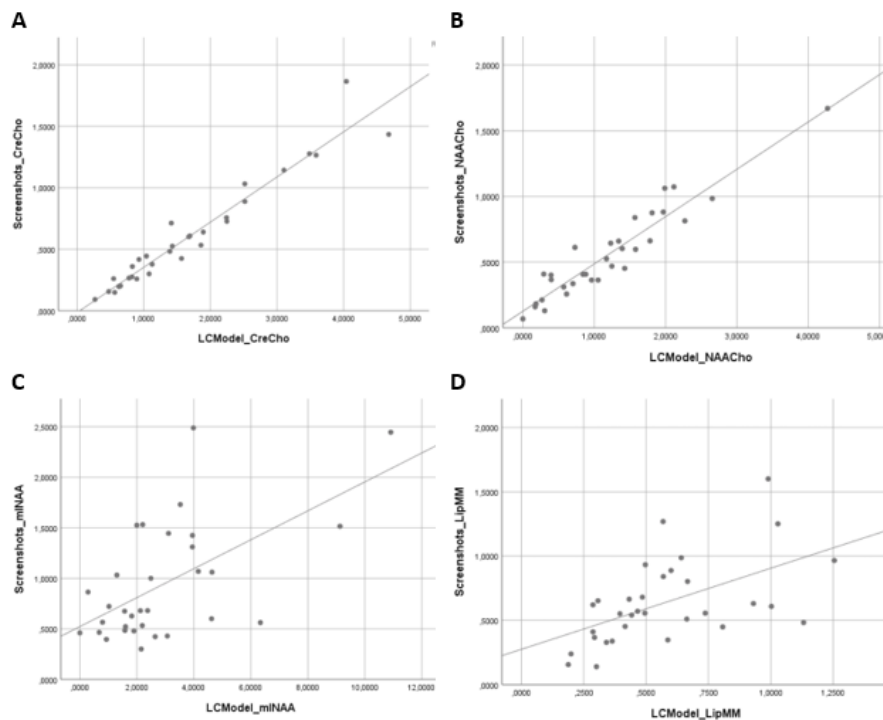 A
Screenshots_CreCho
2,0000
1,5000
1,0000
,5000
,0000
,0000 1,0000 2,0000 3,0000 4,0000 5,0000
LCModel_CreCho
B
Screenshots_NAACho
2,0000
1,5000
1,0000
,5000
,0000
,0000 1,0000 2,0000 3,0000 4,0000 5,0
LCModel_NAACho
C
Screenshots_mINAA
2,5000
2,0000
1,5000
1,0000
,5000
,0000
,0000 2,0000 4,0000 6,0000 8,0000 10,0000 12,0000
LCModel_mINAA
D
Screenshots_LipMM
2,0000
1,5000
1,0000
,5000
,0000
,0000 ,2500 ,5000 ,7500 1,0000 1,2500
LCModel_LipMM